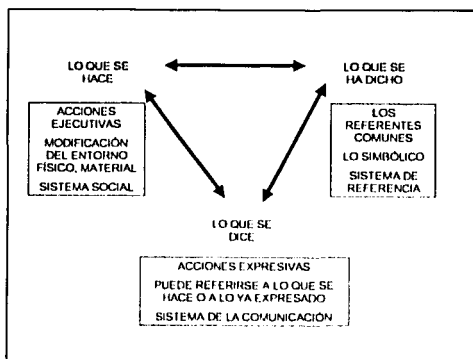 LO QUE SE
HACE
LO QUE SE
HA DICHO
ACCIONES
EJECUTIVAS
MODIFICACIÓN
DEL ENTORNO
FÍSICO, MATERIAL
SISTEMA SOCIAL
LOS
REFERENTES
COMUNES
LO SIMBÓLICO
SISTEMA DE
REFERENCIA
LO QUE SE
DICE
ACCIONES EXPRESIVAS
PUEDE REFERIRSE A LO QUE SE
HACE O A LO YA EXPRESADO
SISTEMA DE LA COMUNICACIÓN